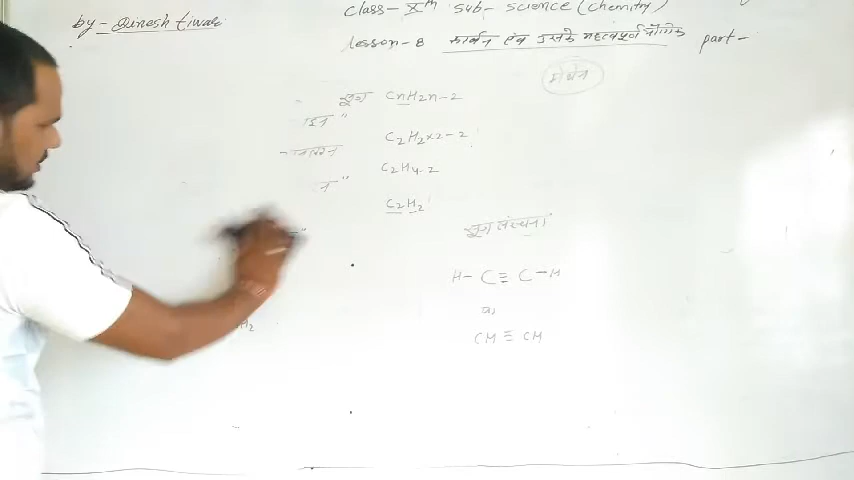 by- Dinesh tiwari
Class- Xth Sub- Science (Chemistry)
lesson-8 कार्बन एवं उसके महत्वपूर्ण यौगिक part-
सूत्र CnH2n-2
C2H2x2-2
C2H4-2
C2H2
सूत्र संरचना
H-C≡C-H
या
CH≡CH
H2